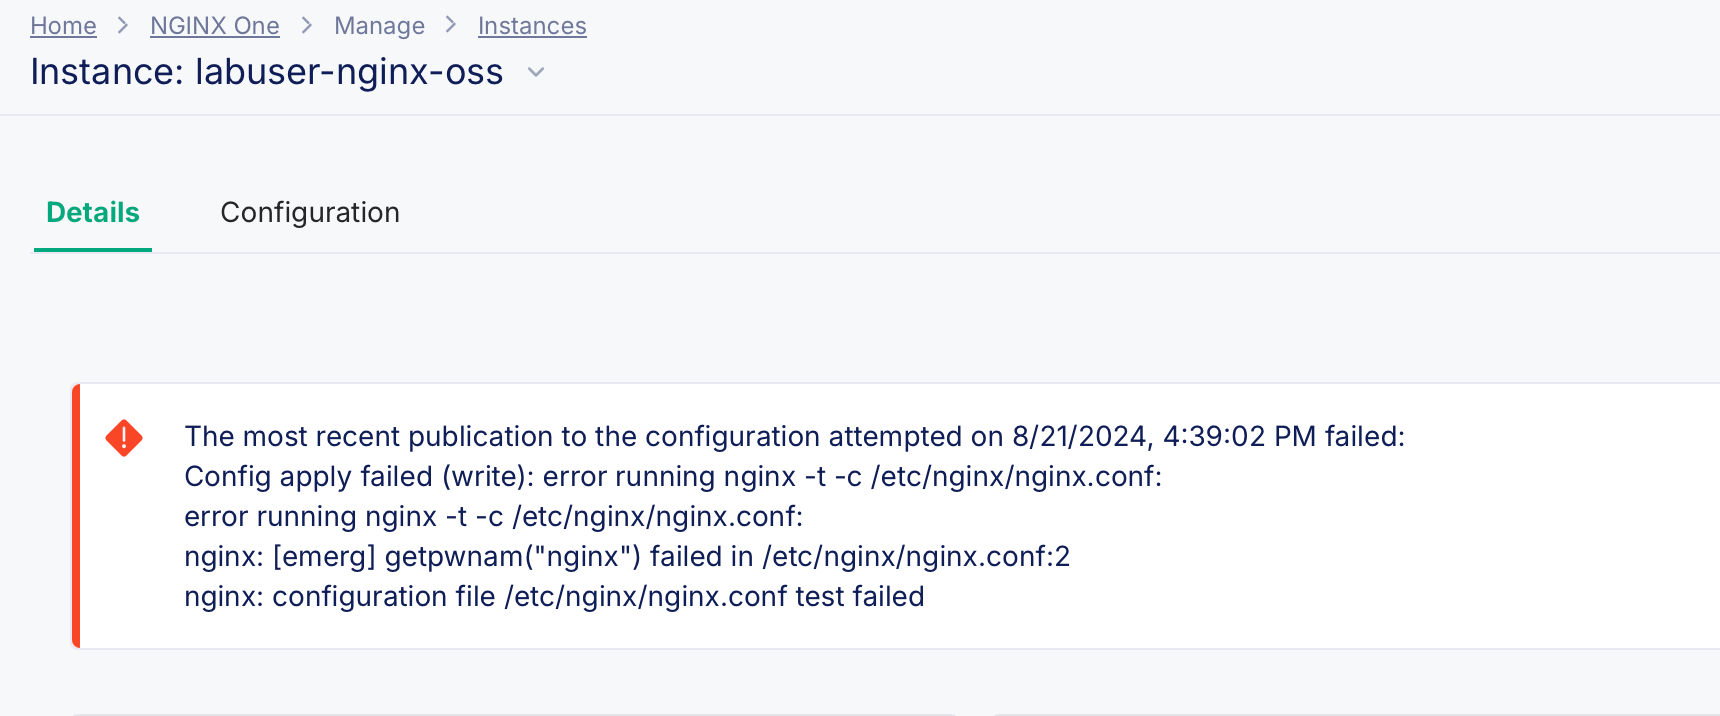 Home > NGINX One > Manage > Instances
Instance: labuser-nginx-oss
Details Configuration
The most recent publication to the configuration attempted on 8/21/2024, 4:39:02 PM failed:
Config apply failed (write): error running nginx -t -c /etc/nginx/nginx.conf:
error running nginx -t -c /etc/nginx/nginx.conf:
nginx: [emerg] getpwnam("nginx") failed in /etc/nginx/nginx.conf:2
nginx: configuration file /etc/nginx/nginx.conf test failed